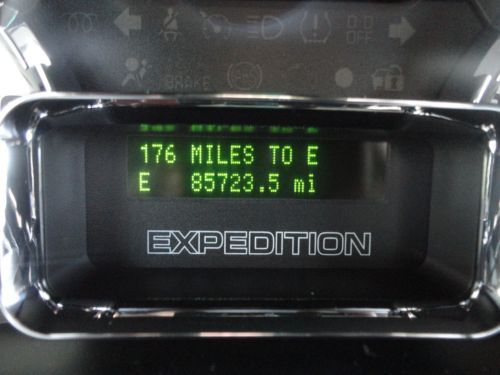 O/D
OFF
BRAKE
176 MILES TO E
E 85723.5 mi
EXPEDITION